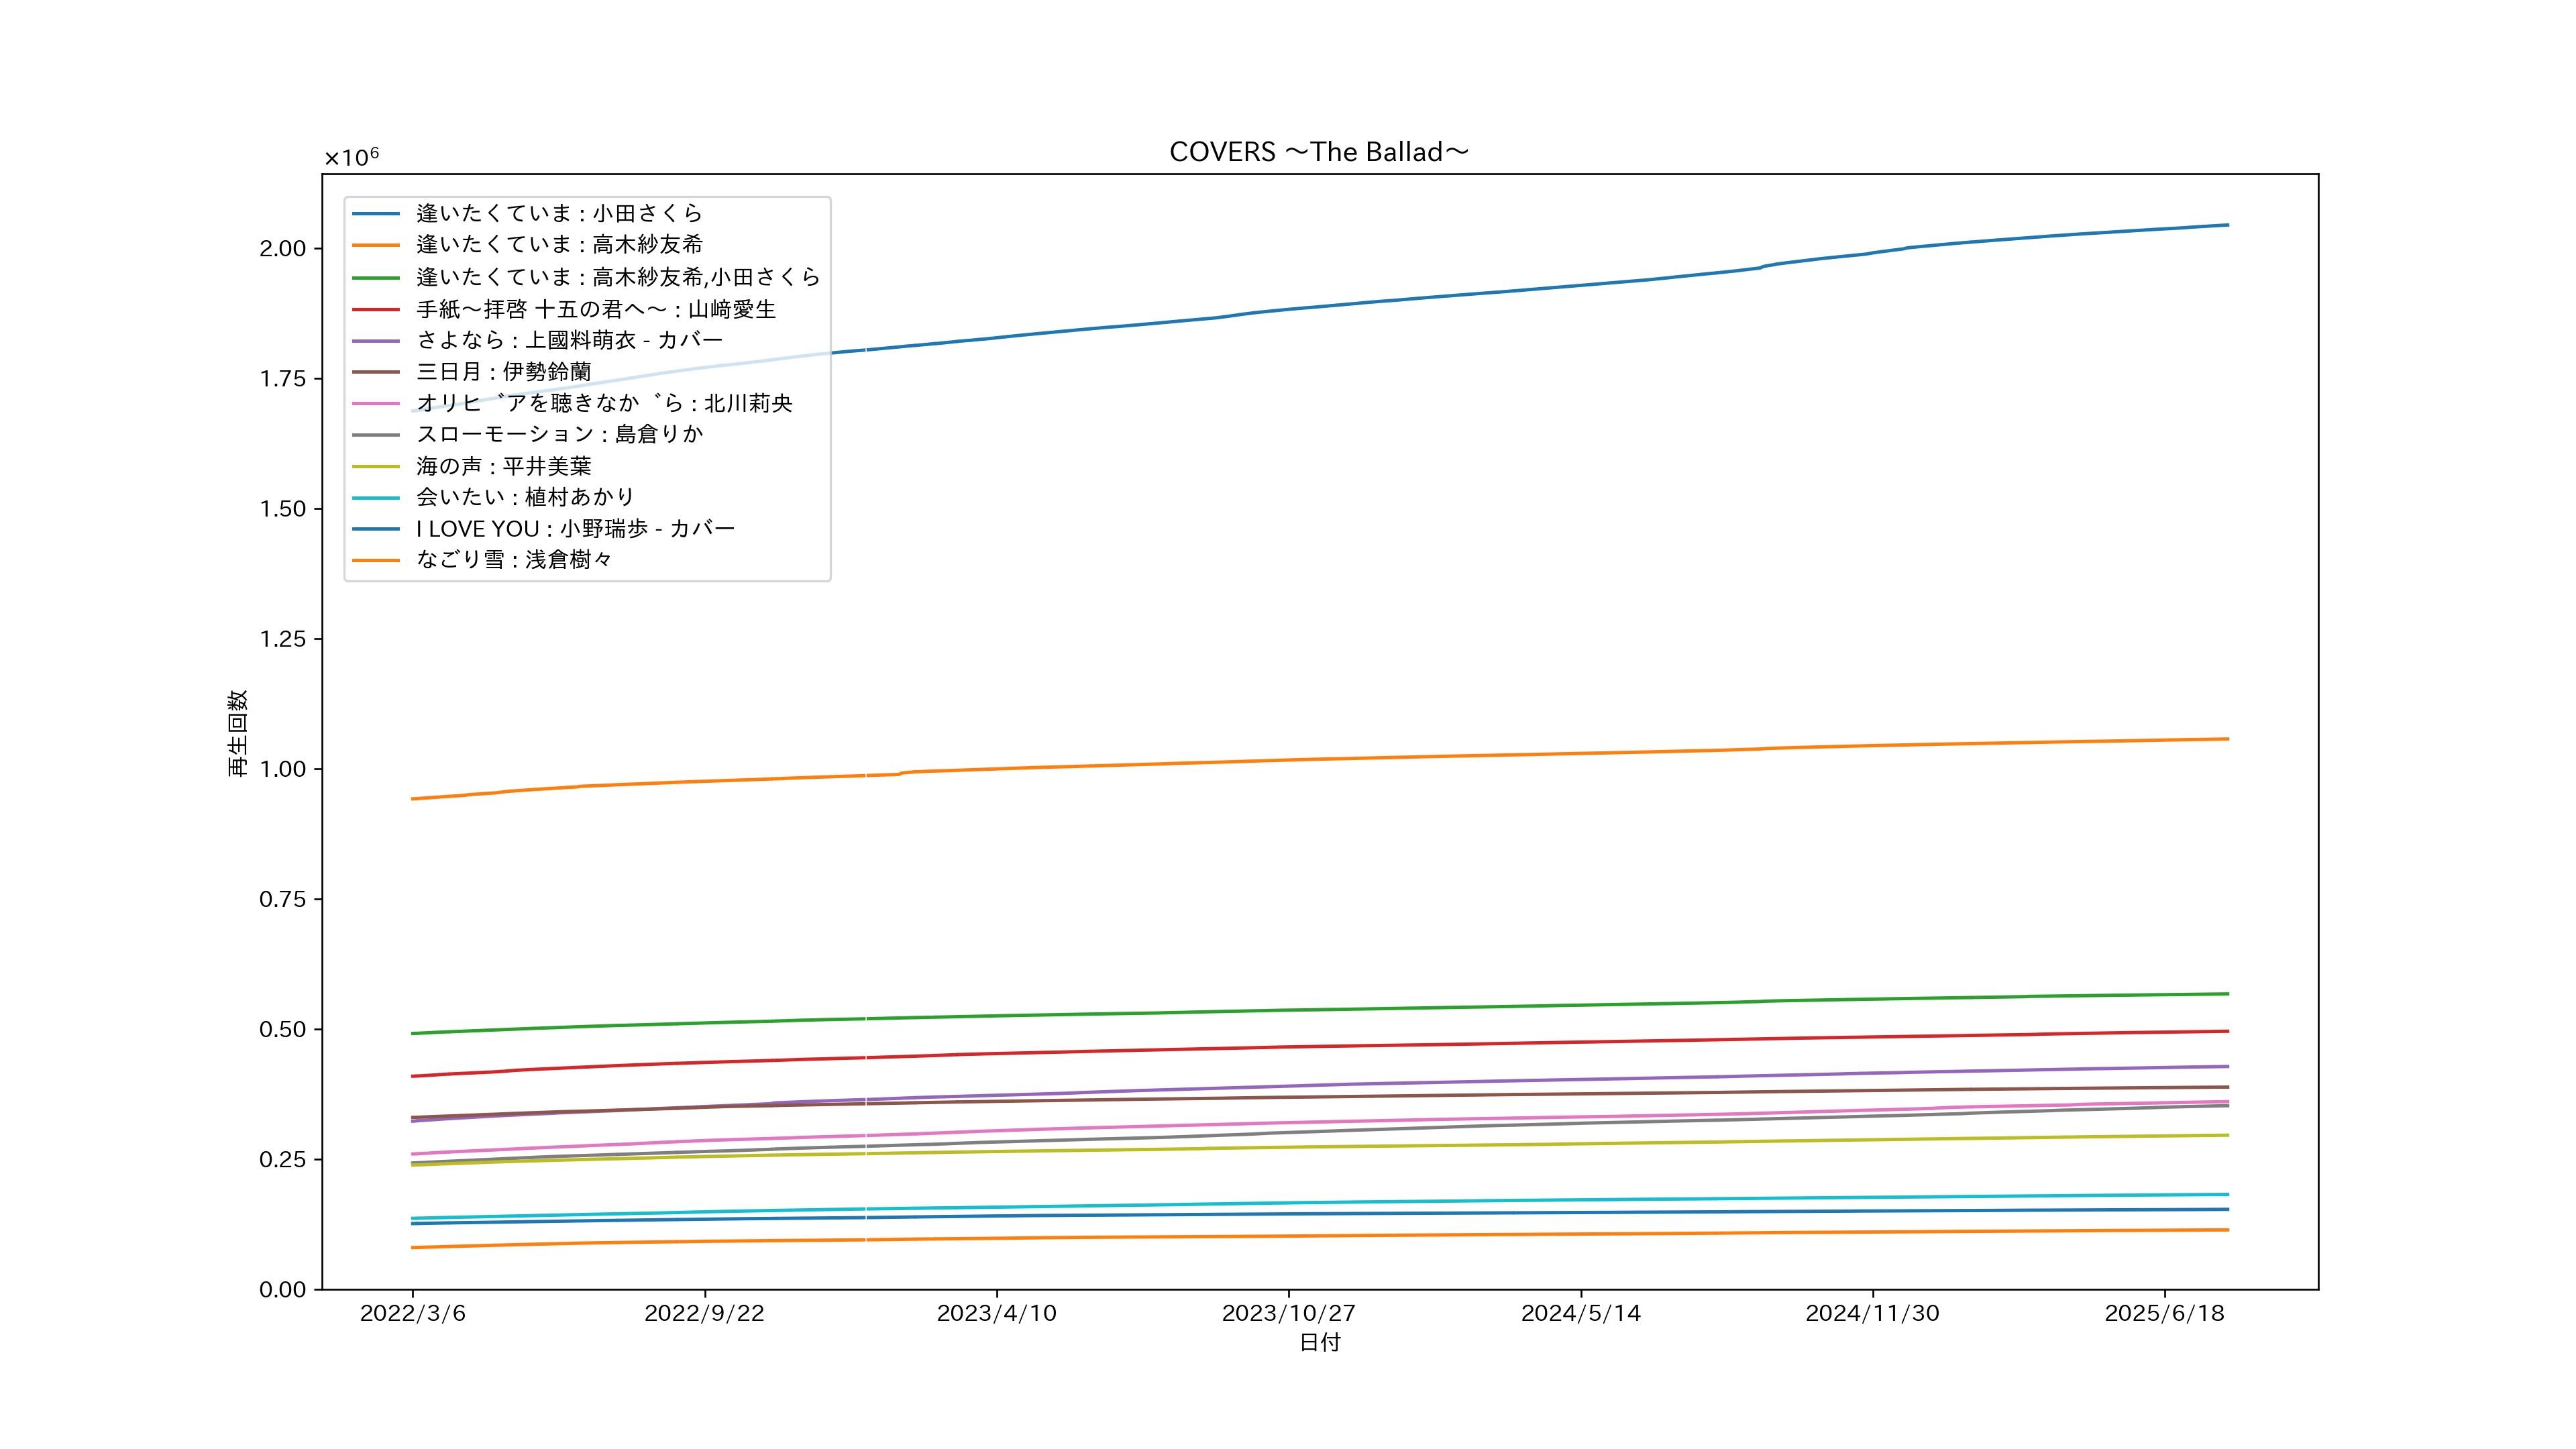 COVERS ～The Ballad～
×10⁶
逢いたくていま : 小田さくら
逢いたくていま : 高木紗友希
逢いたくていま : 高木紗友希,小田さくら
手紙～拝啓 十五の君へ～ : 山﨑愛生
さよなら : 上國料萌衣 - カバー
三日月 : 伊勢鈴蘭
オリヒ゛アを聴きなか゛ら : 北川莉央
スローモーション : 島倉りか
海の声 : 平井美葉
会いたい : 植村あかり
I LOVE YOU : 小野瑞歩 - カバー
なごり雪 : 浅倉樹々
2.00
1.75
1.50
1.25
1.00
0.75
0.50
0.25
0.00
再生回数
2022/3/6
2022/9/22
2023/4/10
2023/10/27
2024/5/14
2024/11/30
2025/6/18
日付